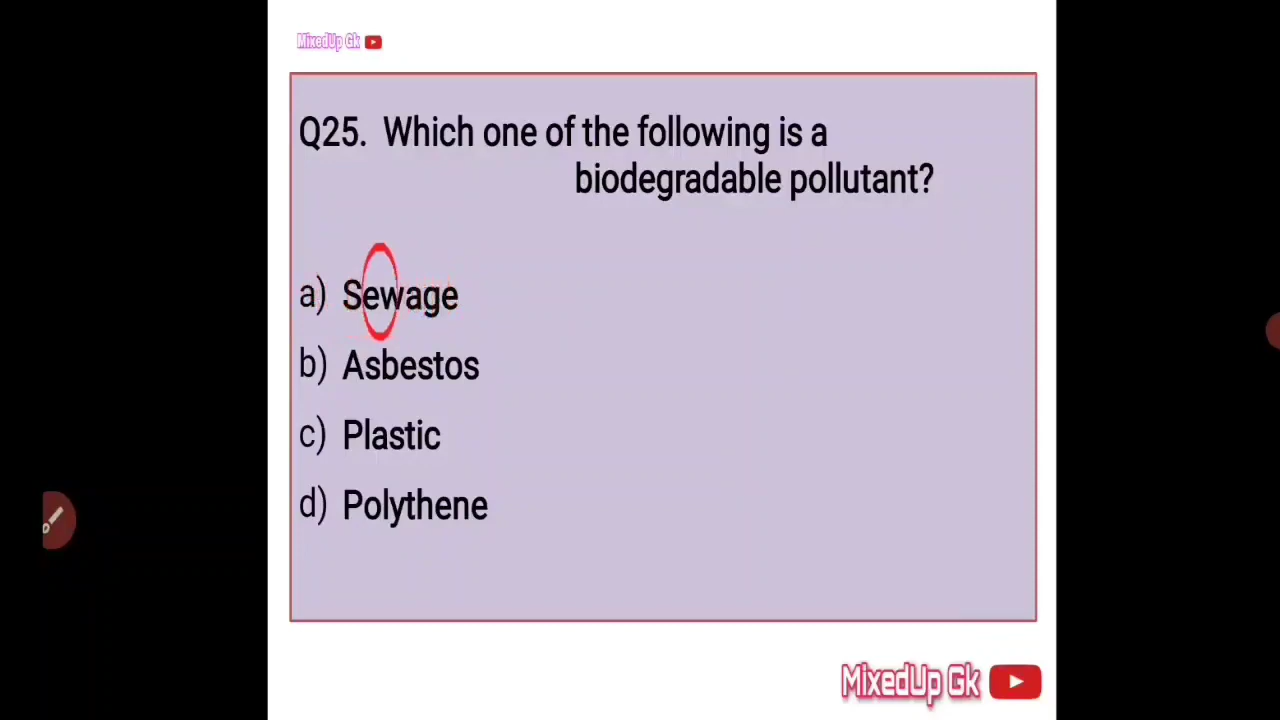 MixedUp Gk
Q25. Which one of the following is a
biodegradable pollutant?
a) Sewage
b) Asbestos
c) Plastic
d) Polythene
MixedUp Gk